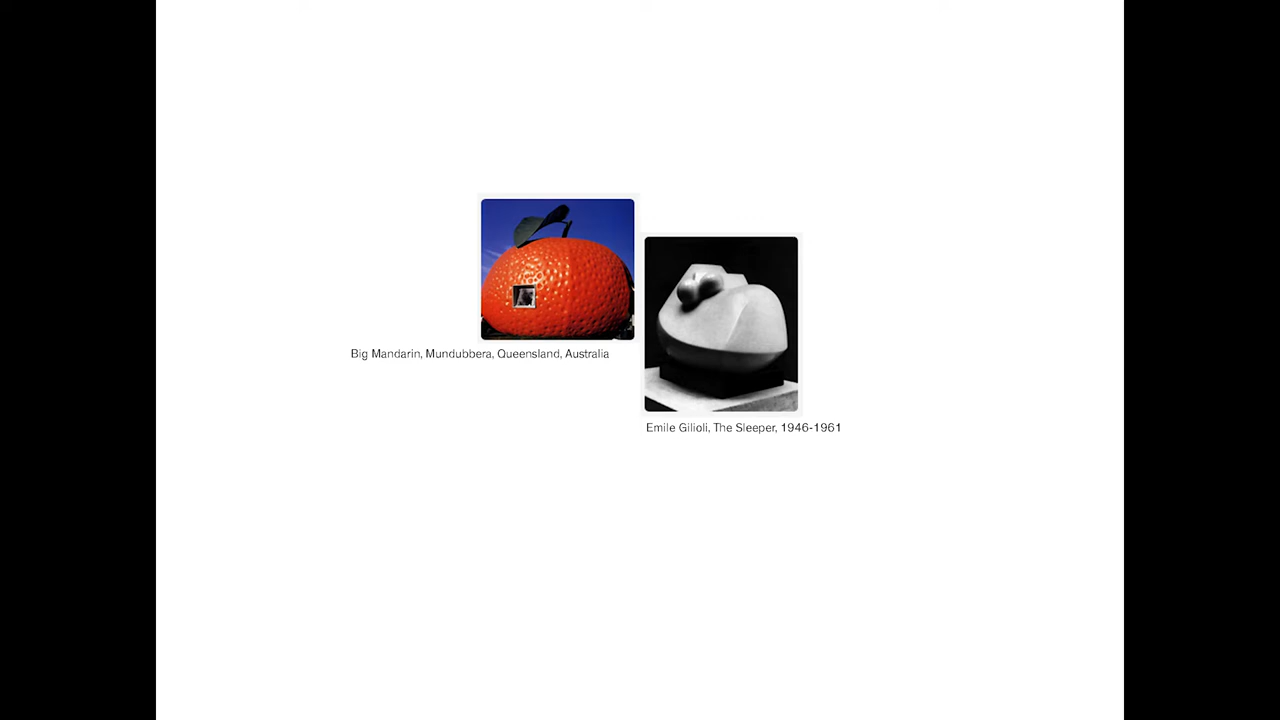 Big Mandarin, Mundubbera, Queensland, Australia
Emile Gilioli, The Sleeper, 1946-1961